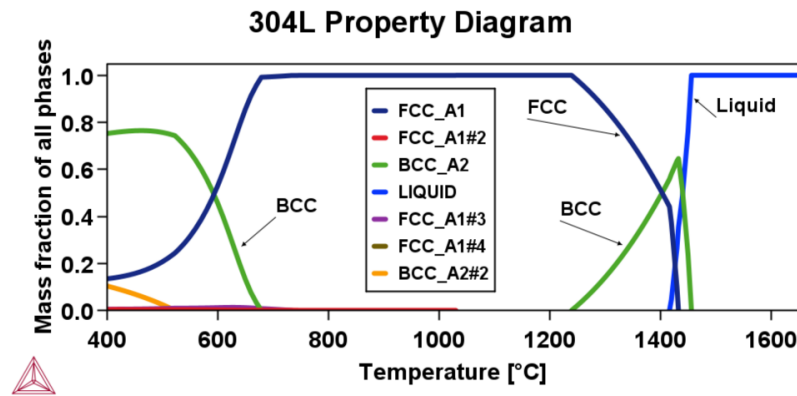 304L Property Diagram
Mass fraction of all phases
1.0
0.8
0.6
0.4
0.2
0.0
400
600
800
1000
1200
1400
1600
Temperature [°C]
FCC_A1
FCC_A1#2
BCC_A2
LIQUID
FCC_A1#3
FCC_A1#4
BCC_A2#2
BCC
FCC
BCC
Liquid